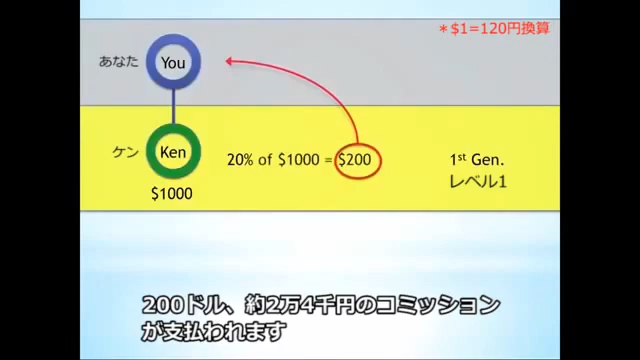 *$1=120円換算
あなた
You
ケン
Ken
20% of $1000 = $200
1st Gen.
レベル1
$1000
200ドル、約2万4千円のコミッション
が支払われます